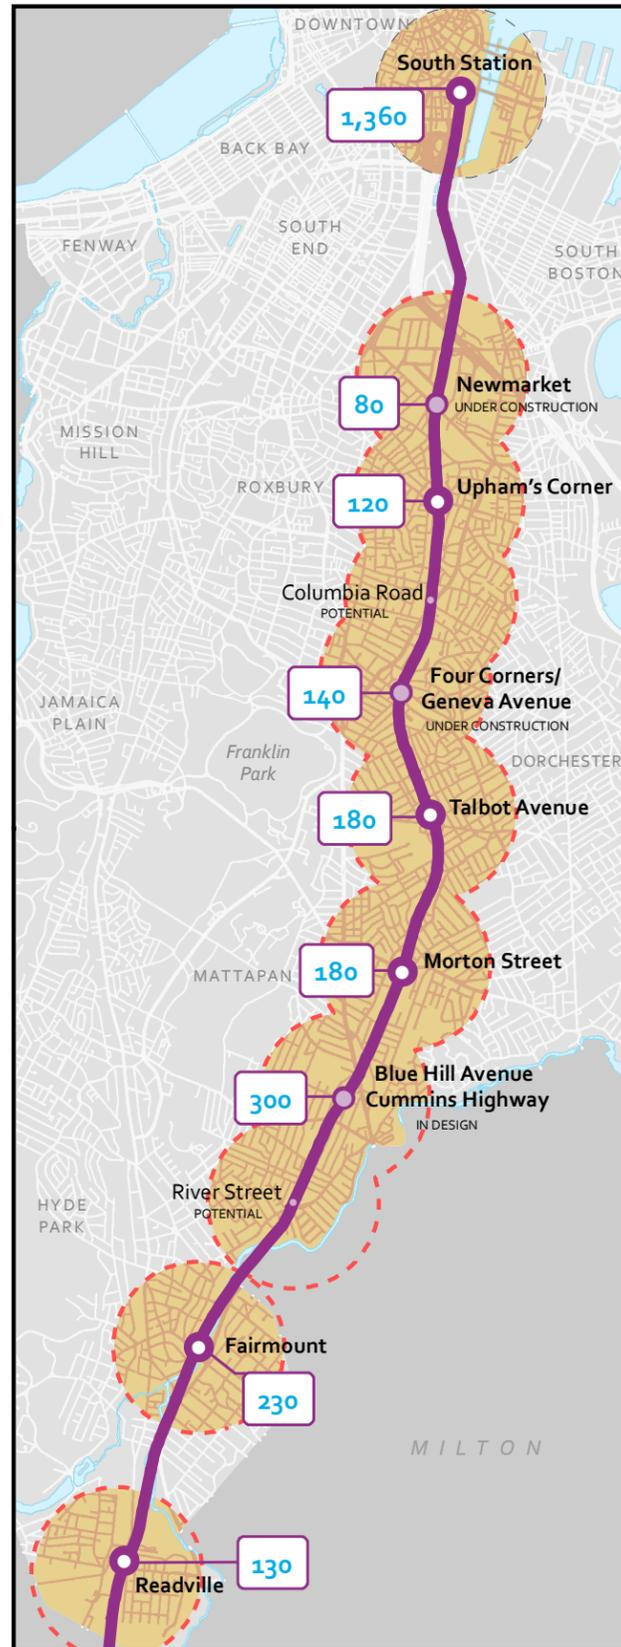 DOWNTOWN
South Station
1,360
BACK BAY
SOUTH
END
FENWAY
SOUTH
BOSTON
Newmarket
80
UNDER CONSTRUCTION
MISSION
HILL
ROXBURY
Upham's Corner
120
Columbia Road
POTENTIAL
Four Corners/
140
Geneva Avenue
UNDER CONSTRUCTION
JAMAICA
PLAIN
Franklin
Park
DORCHESTER
Talbot Avenue
180
Morton Street
180
MATTAPAN
Blue Hill Avenue
300
Cummins Highway
IN DESIGN
River Street
POTENTIAL
HYDE
PARK
Fairmount
230
MILTON
130
Readville